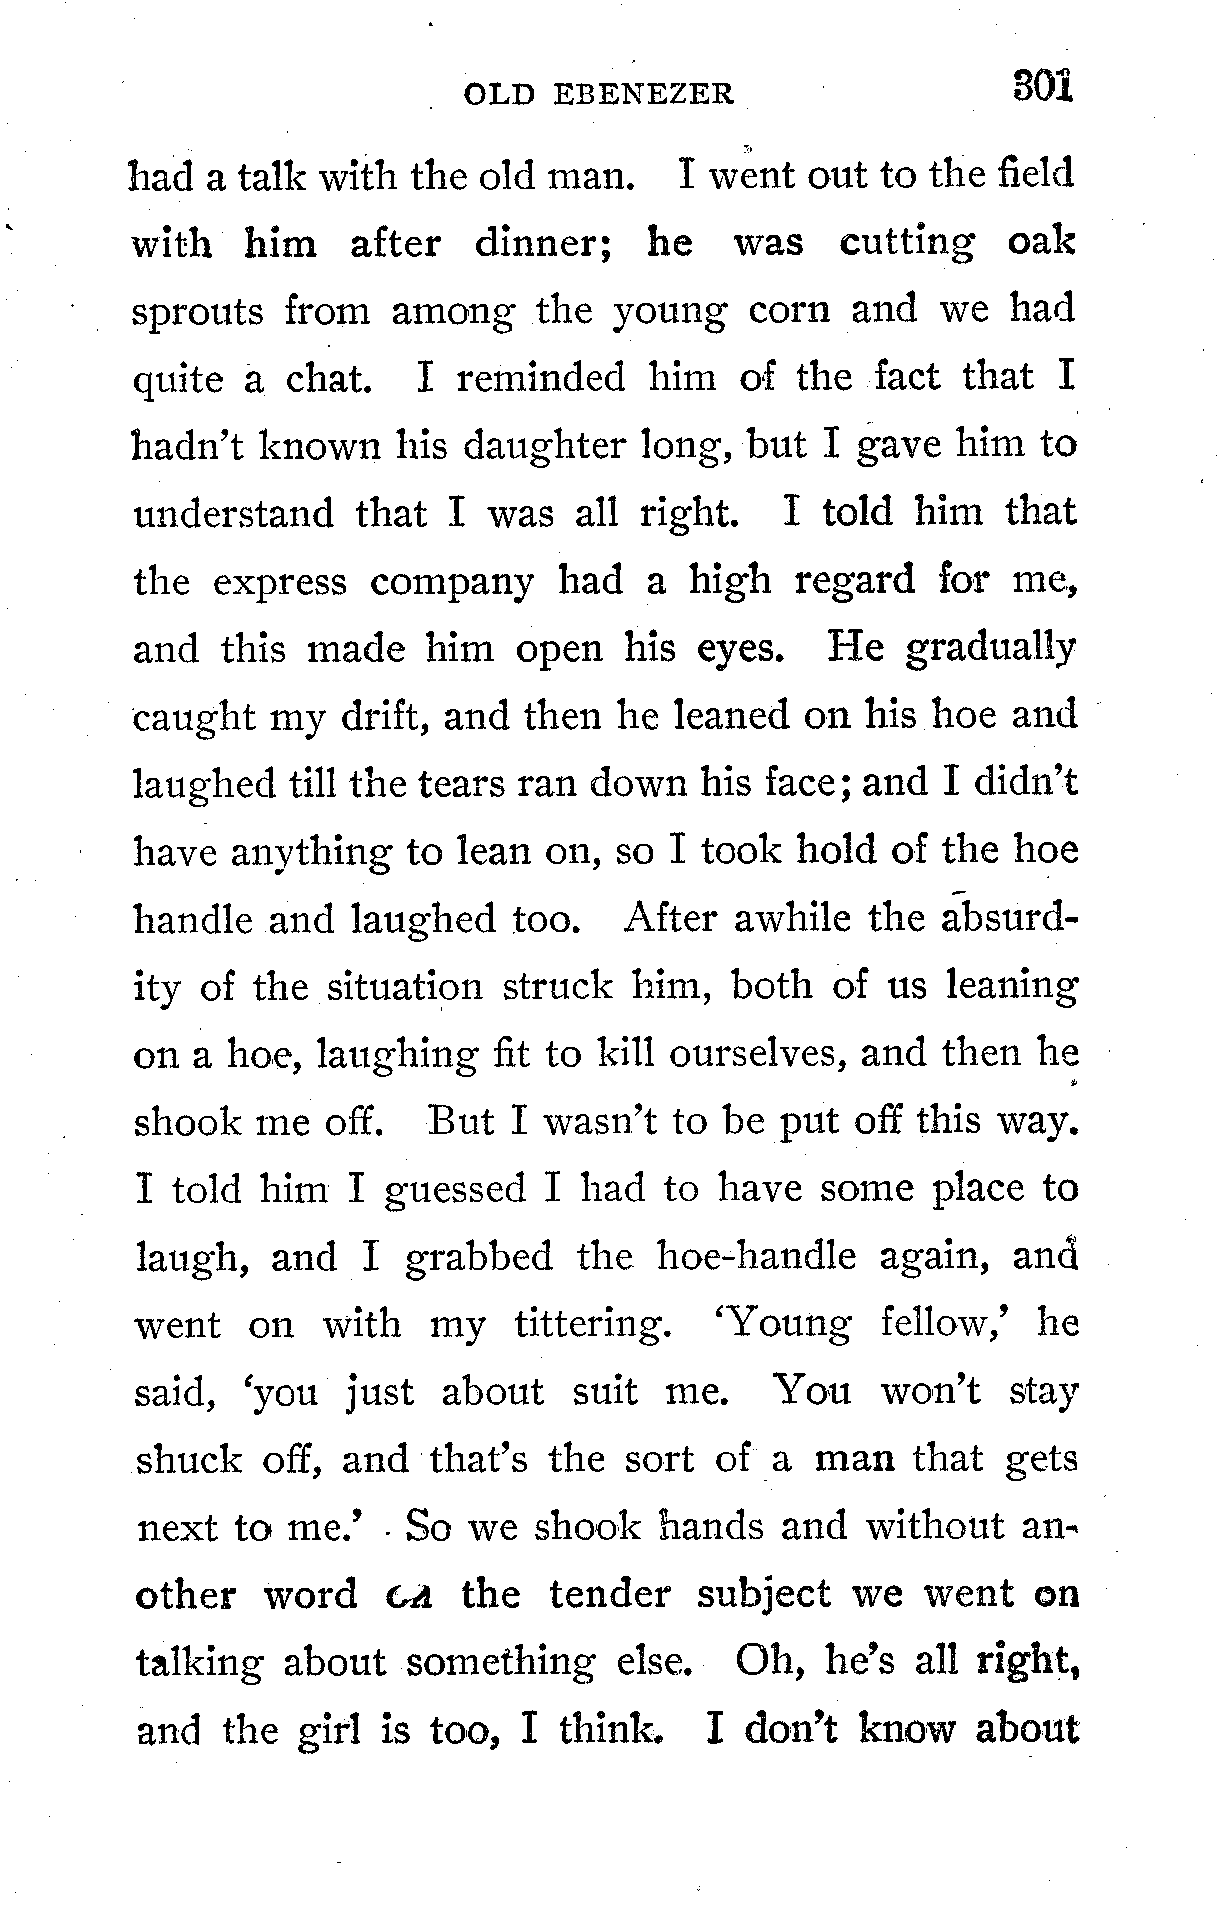 OLD EBENEZER 301
had a talk with the old man. I went out to the field
with him after dinner; he was cutting oak
sprouts from among the young corn and we had
quite a chat. I reminded him of the fact that I
hadn't known his daughter long, but I gave him to
understand that I was all right. I told him that
the express company had a high regard for me,
and this made him open his eyes. He gradually
caught my drift, and then he leaned on his hoe and
laughed till the tears ran down his face; and I didn't
have anything to lean on, so I took hold of the hoe
handle and laughed too. After awhile the absurd-
ity of the situation struck him, both of us leaning
on a hoe, laughing fit to kill ourselves, and then he
shook me off. But I wasn't to be put off this way.
I told him I guessed I had to have some place to
laugh, and I grabbed the hoe-handle again, and
went on with my tittering. 'Young fellow,' he
said, 'you just about suit me. You won't stay
shuck off, and that's the sort of a man that gets
next to me.' So we shook hands and without an-
other word the tender subject we went on
talking about something else. Oh, he's all right,
and the girl is too, I think. I don't know about